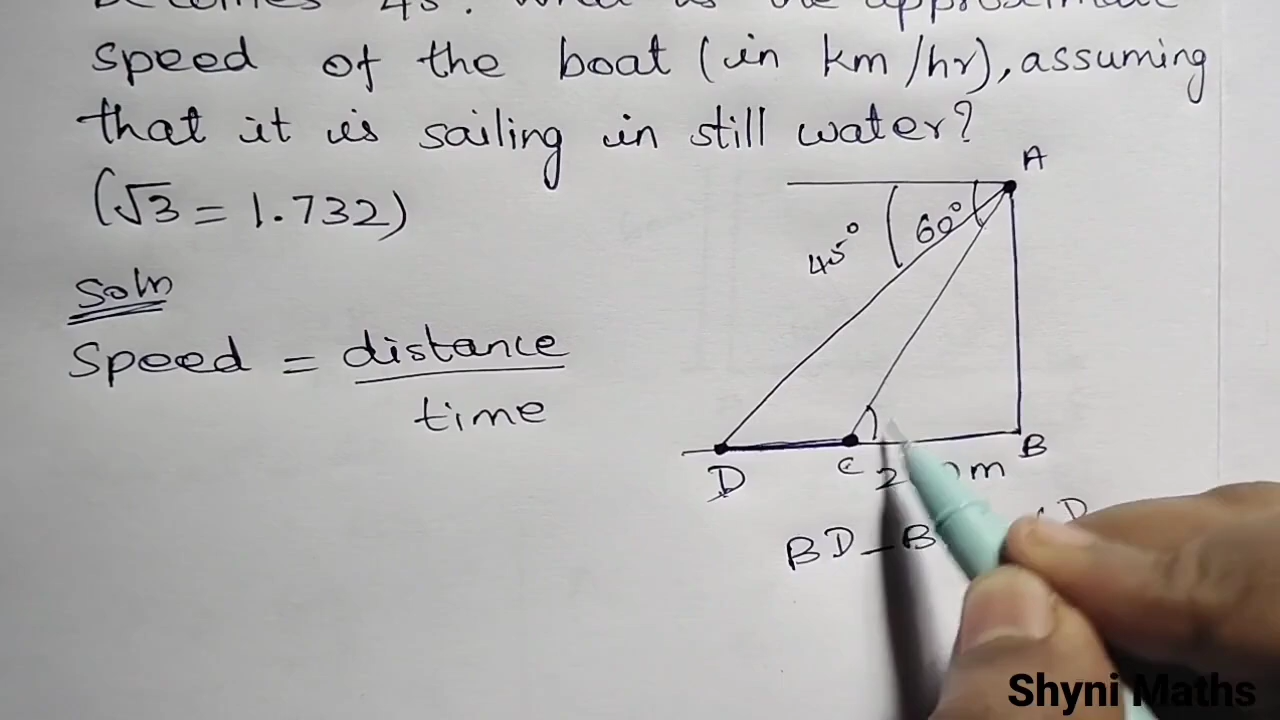 speed of the boat (in km/hr), assuming
that it is sailing in still water?
(√3 = 1.732)
Soln
Speed = distance
time
A
45°
60°
D
C
B
m
BD - B
D
Shyni Maths